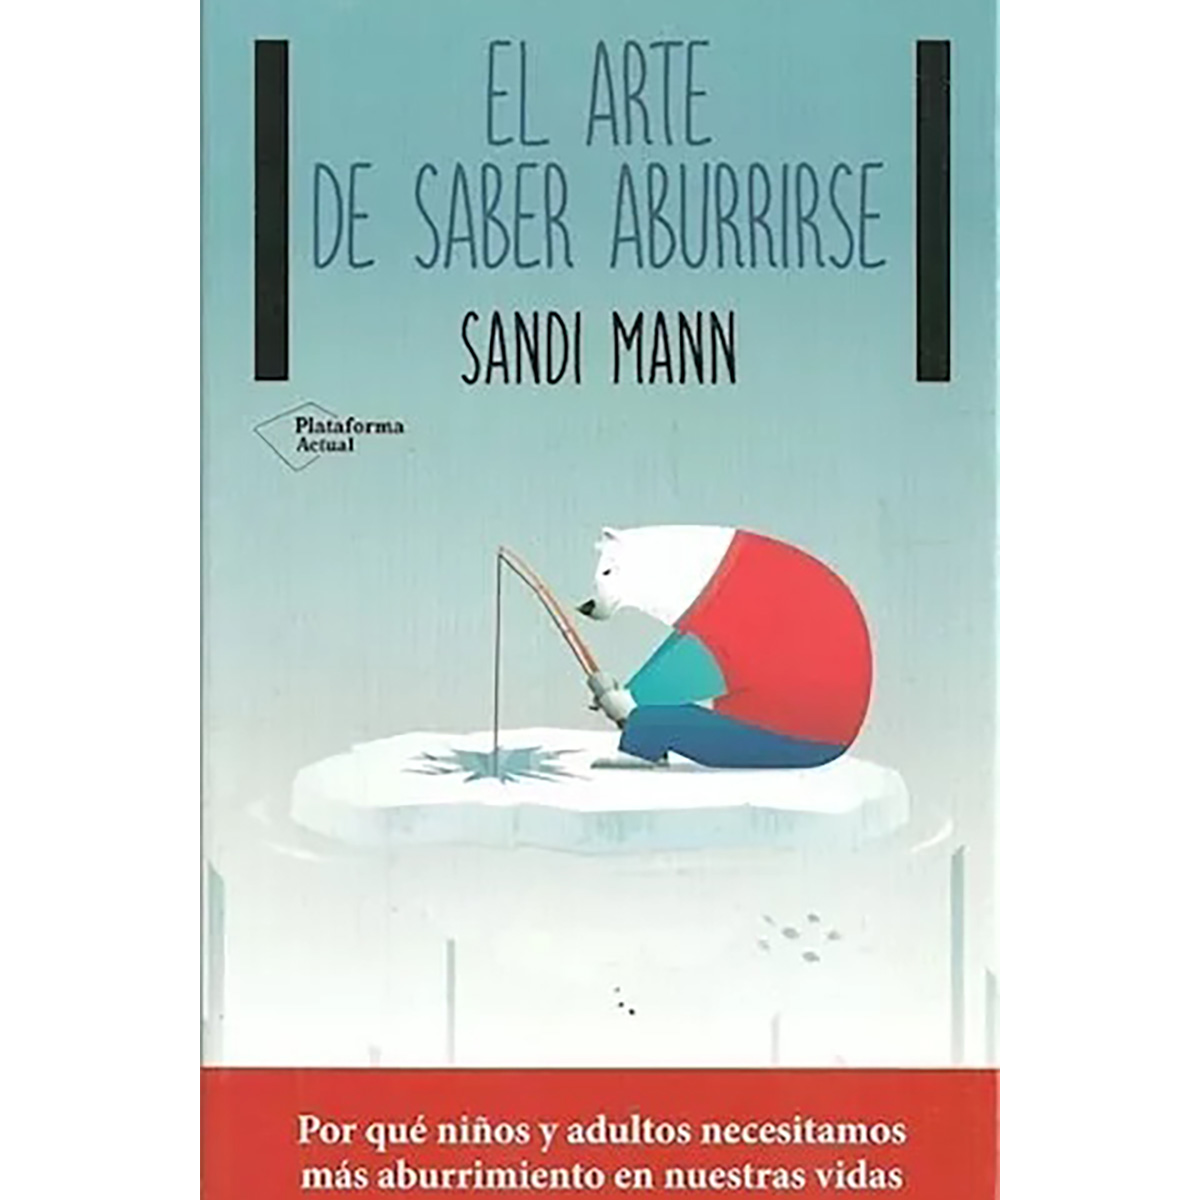 EL ARTE
DE SABER ABURRIRSE
SANDI MANN
Plataforma
Actual
Por qué niños y adultos necesitamos
más aburrimiento en nuestras vidas